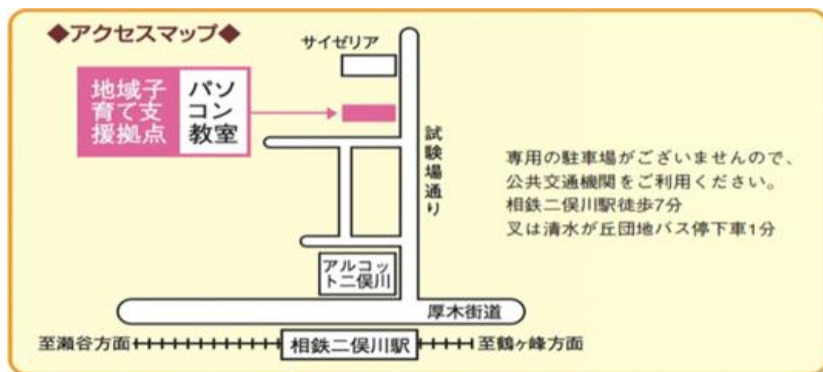 ◆アクセスマップ◆
サイゼリア
地域子
育て支
援拠点
パソ
コン
教室
試験場通り
専用の駐車場がございませんので、
公共交通機関をご利用ください。
相鉄二俣川駅徒歩7分
又は清水が丘団地バス停下車1分
アルコッ
ト二俣川
厚木街道
至瀬谷方面
相鉄二俣川駅
至鶴ヶ峰方面